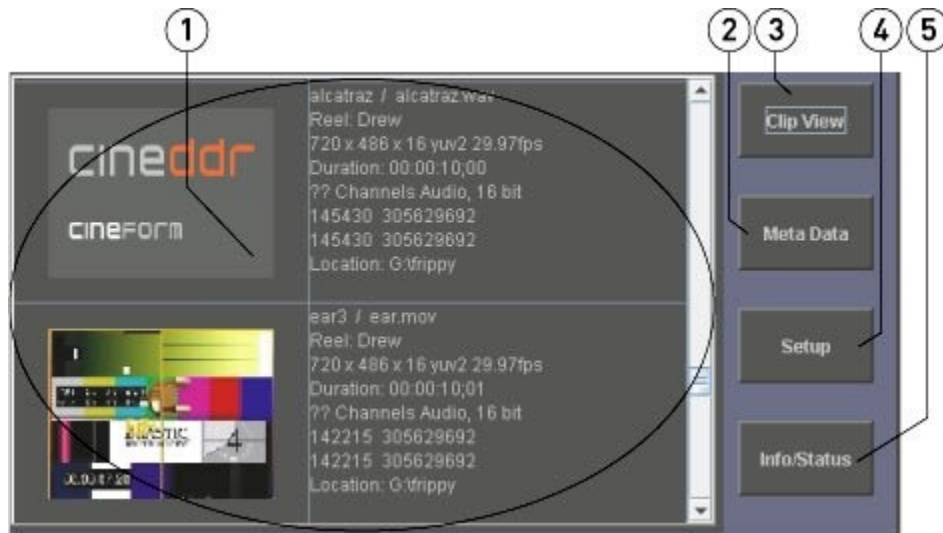 1
2
3
4
5
cineddr
cineform
alcatraz / alcatraz.wav
Reel: Drew
720 x 486 x 16 yuv2 29.97fps
Duration: 00:00:10;00
?? Channels Audio, 16 bit
145430 305629692
145430 305629692
Location: G:\frippy
ear3 / ear.mov
Reel: Drew
720 x 486 x 16 yuv2 29.97fps
Duration: 00:00:10;01
?? Channels Audio, 16 bit
142215 305629692
142215 305629692
Location: G:\frippy
4
Clip View
Meta Data
Setup
Info/Status